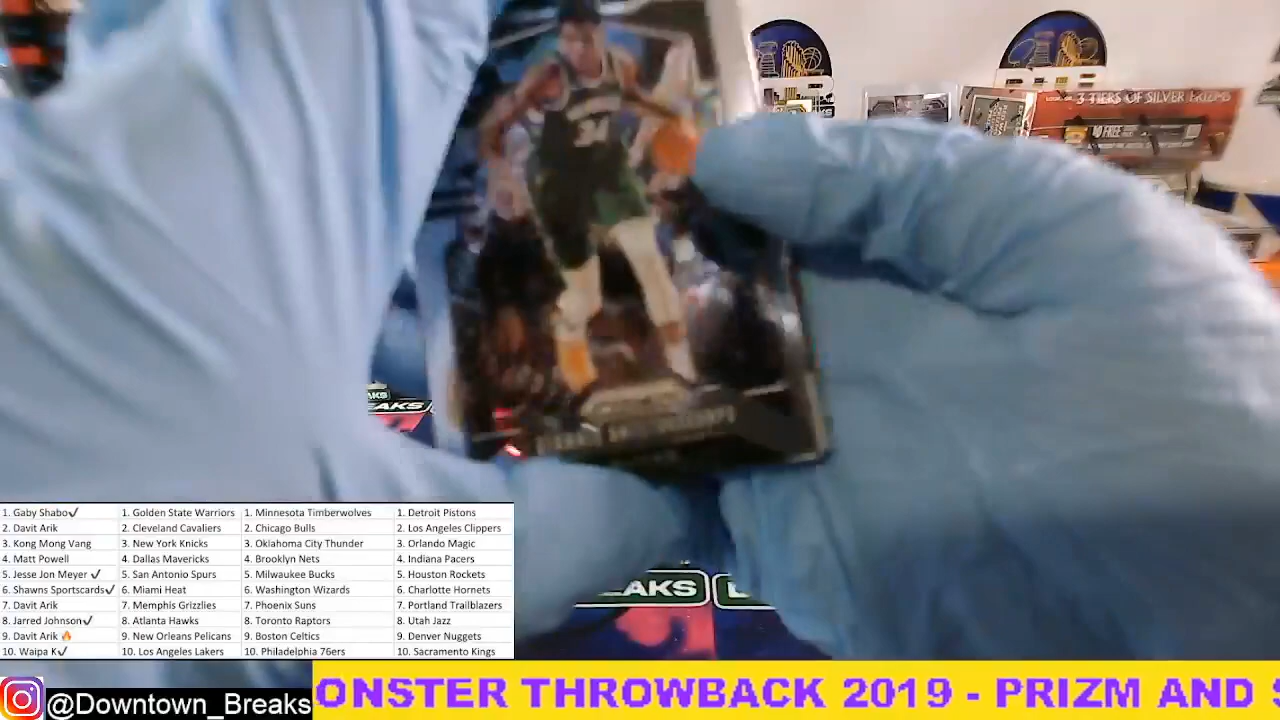 34
3 TIERS OF SILVER PRIZMS
10 FREE
AKS
EAKS
AKS
1. Gaby Shabo✓ 1. Golden State Warriors 1. Minnesota Timberwolves 1. Detroit Pistons
2. Davit Arik 2. Cleveland Cavaliers 2. Chicago Bulls 2. Los Angeles Clippers
3. Kong Mong Vang 3. New York Knicks 3. Oklahoma City Thunder 3. Orlando Magic
4. Matt Powell 4. Dallas Mavericks 4. Brooklyn Nets 4. Indiana Pacers
5. Jesse Jon Meyer ✓ 5. San Antonio Spurs 5. Milwaukee Bucks 5. Houston Rockets
6. Shawns Sportscards✓ 6. Miami Heat 6. Washington Wizards 6. Charlotte Hornets
7. Davit Arik 7. Memphis Grizzlies 7. Phoenix Suns 7. Portland Trailblazers
8. Jarred Johnson✓ 8. Atlanta Hawks 8. Toronto Raptors 8. Utah Jazz
9. Davit Arik 🔥 9. New Orleans Pelicans 9. Boston Celtics 9. Denver Nuggets
10. Waipa K✓ 10. Los Angeles Lakers 10. Philadelphia 76ers 10. Sacramento Kings
@Downtown_Breaks
ONSTER THROWBACK 2019 - PRIZM AND S